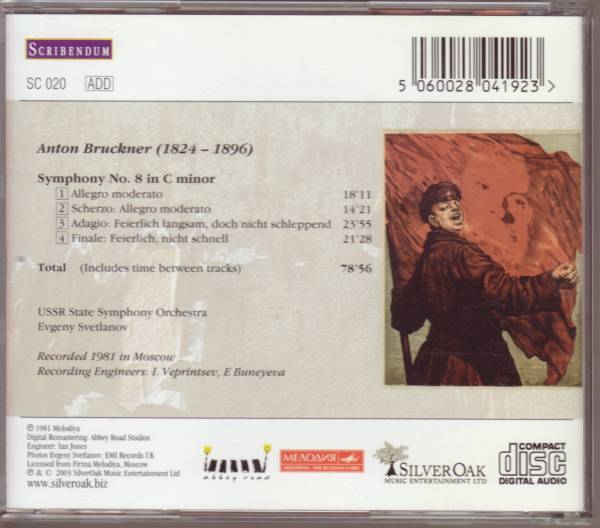 SCRIBENDUM
SC 020 ADD
5 060028 041923 >
Anton Bruckner (1824 – 1896)
Symphony No. 8 in C minor
1 Allegro moderato 18'11
2 Scherzo: Allegro moderato 14'21
3 Adagio: Feierlich langsam, doch nicht schleppend 23'55
4 Finale: Feierlich, nicht schnell 21'28
Total (Includes time between tracks) 78'56
USSR State Symphony Orchestra
Evgeny Svetlanov
Recorded 1981 in Moscow
Recording Engineers: I. Veprintsev, E Buneyeva
℗ 1981 Melodiya
Digital Remastering: Abbey Road Studios
Engineer: Ian Jones
Photos Evgeny Svetlanov: EMI Records UK
Licensed from Firma Melodiya, Moscow
℗ & © 2003 SilverOak Music Entertainment Ltd
www.silveroak.biz
abbey road
МЕЛОДИЯ
MELODIYA THE RUSSIAN LABEL
SILVEROAK
MUSIC ENTERTAINMENT LTD
COMPACT
disc
DIGITAL AUDIO